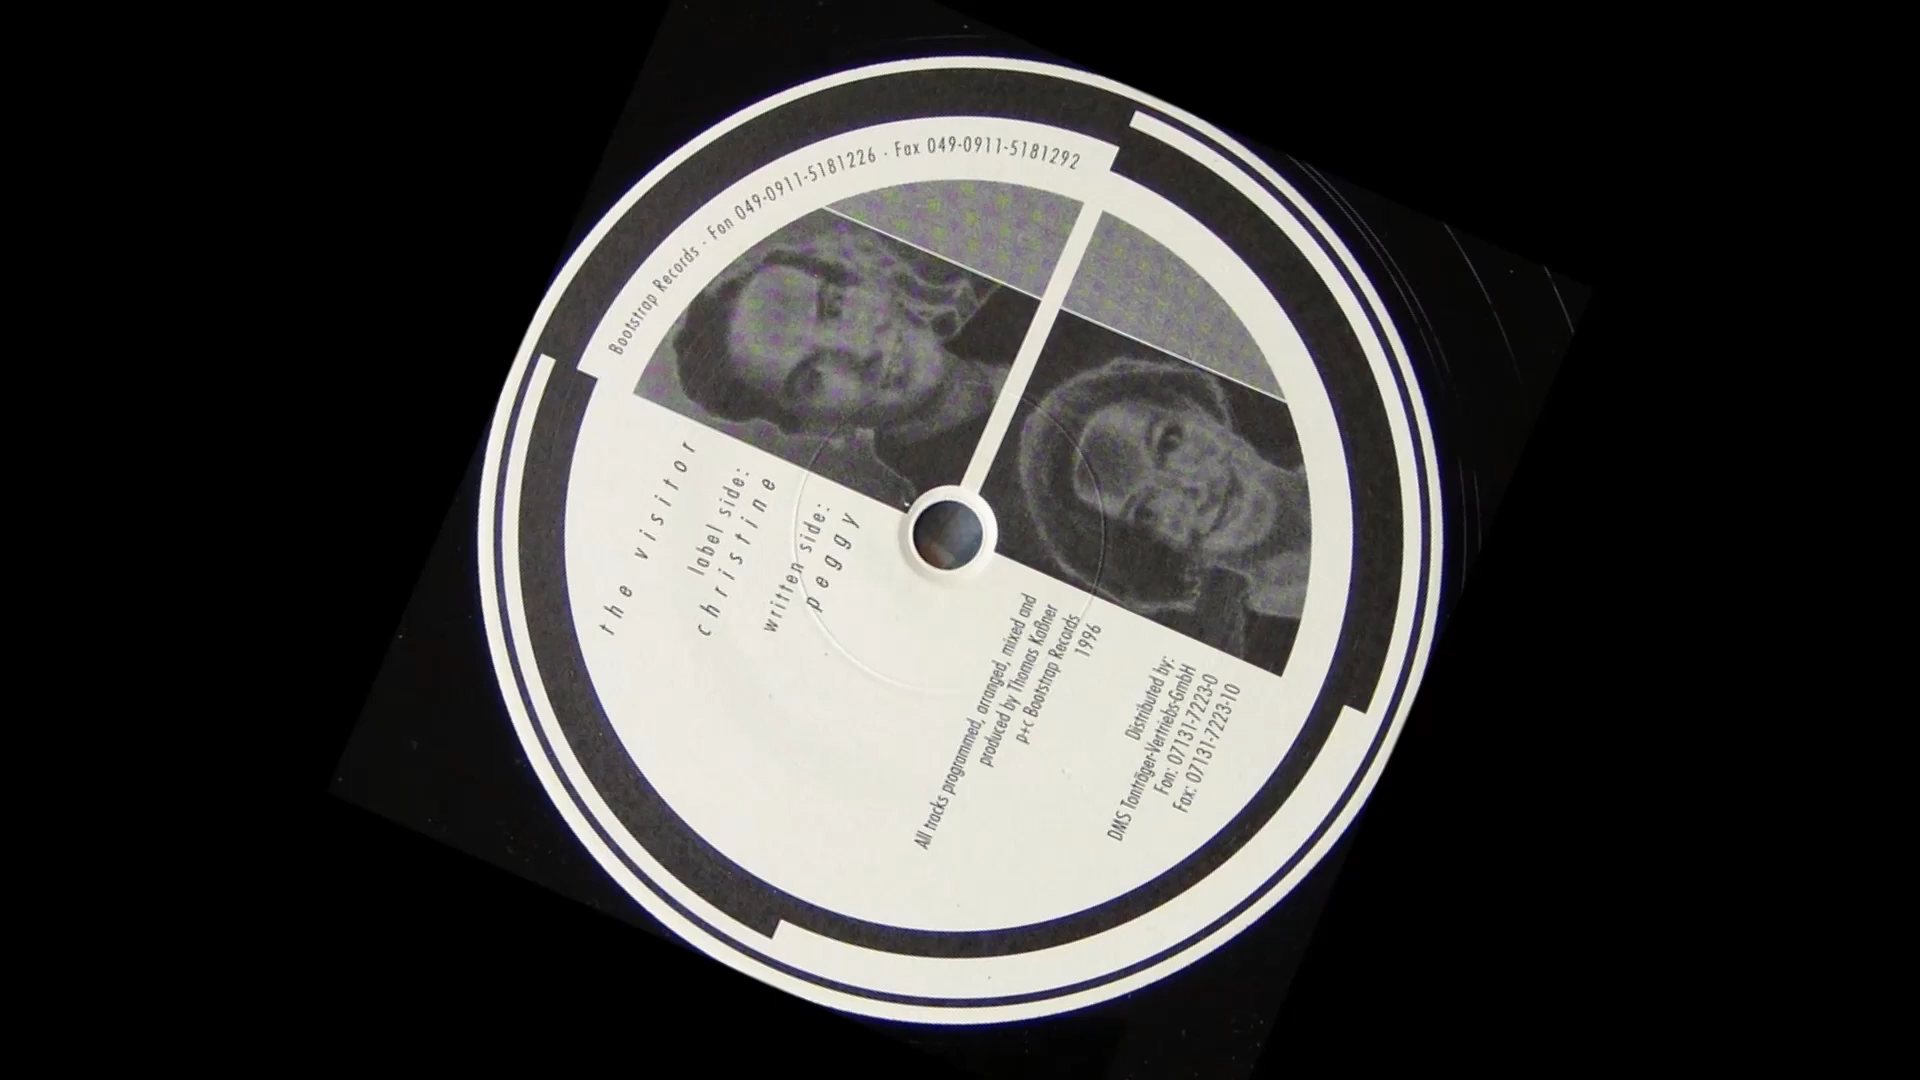 Bootstrap Records · Fon 049-0911-5181226 · Fax 049-0911-5181292
the visitor
label side:
christine
written side:
peggy
All tracks programmed, arranged, mixed and
produced by Thomas Kaßner
p+c Bootstrap Records
1996
Distributed by:
DMS Tonträger-Vertriebs-GmbH
Fon: 07131-7223-0
Fax: 07131-7223-10